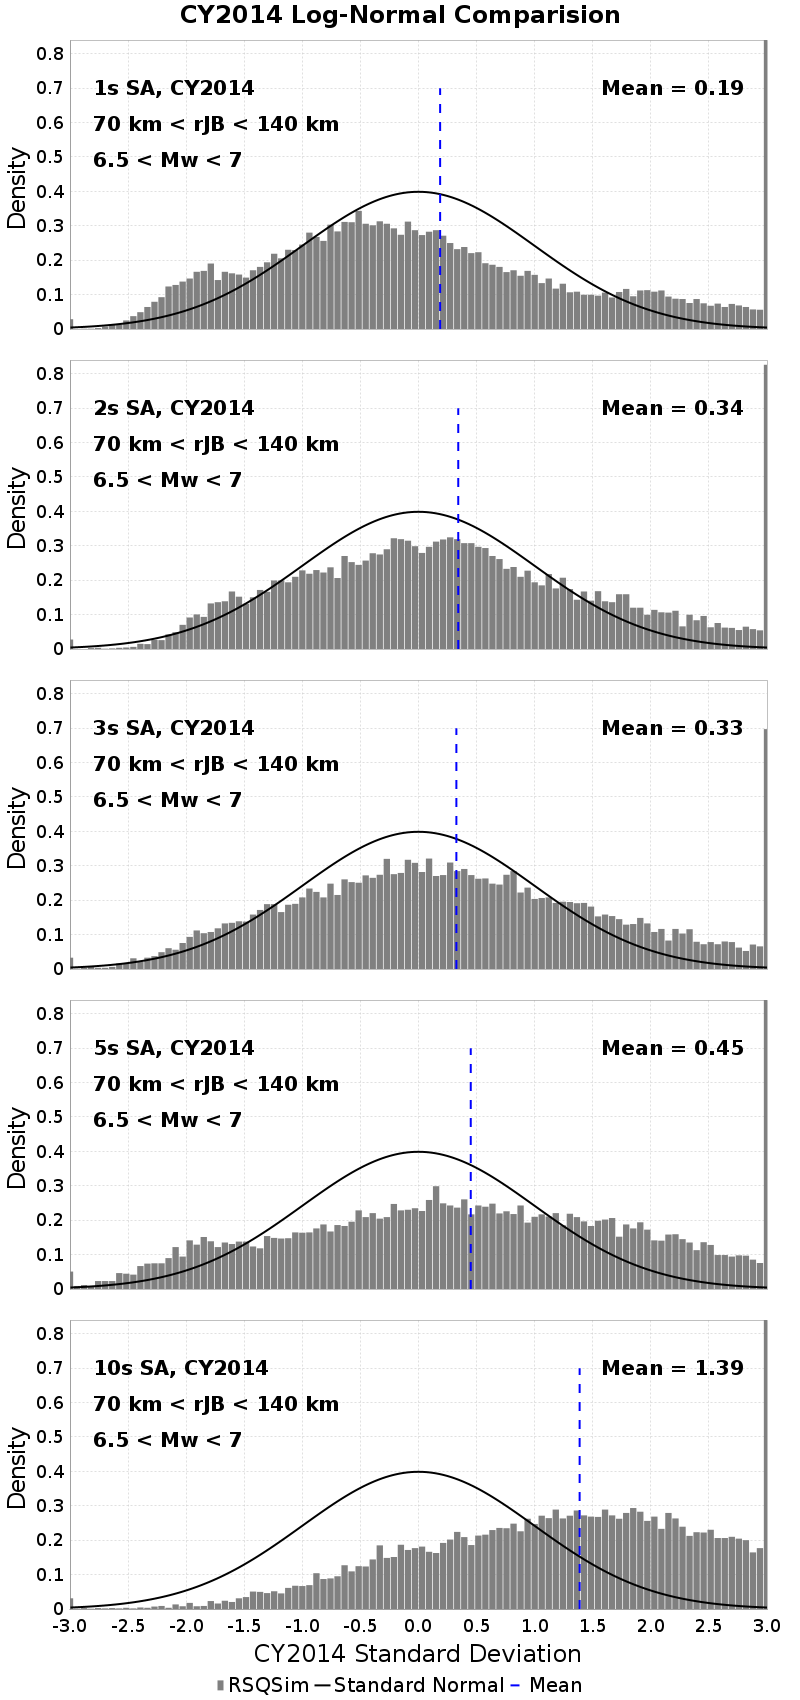 CY2014 Log-Normal Comparision
0.8
0.7
0.6
0.5
0.4
0.3
0.2
0.1
0
Density
1s SA, CY2014
Mean = 0.19
70 km < rJB < 140 km
6.5 < Mw < 7
0.8
0.7
0.6
0.5
0.4
0.3
0.2
0.1
0
Density
2s SA, CY2014
Mean = 0.34
70 km < rJB < 140 km
6.5 < Mw < 7
0.8
0.7
0.6
0.5
0.4
0.3
0.2
0.1
0
Density
3s SA, CY2014
Mean = 0.33
70 km < rJB < 140 km
6.5 < Mw < 7
0.8
0.7
0.6
0.5
0.4
0.3
0.2
0.1
0
Density
5s SA, CY2014
Mean = 0.45
70 km < rJB < 140 km
6.5 < Mw < 7
0.8
0.7
0.6
0.5
0.4
0.3
0.2
0.1
0
Density
10s SA, CY2014
Mean = 1.39
70 km < rJB < 140 km
6.5 < Mw < 7
-3.0 -2.5 -2.0 -1.5 -1.0 -0.5 0.0 0.5 1.0 1.5 2.0 2.5 3.0
CY2014 Standard Deviation
RSQSim Standard Normal Mean